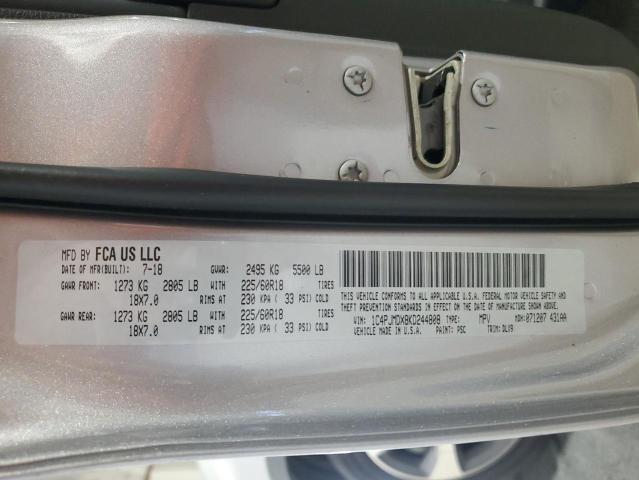 MFD BY FCA US LLC
DATE OF MFR(BUILT): 7-18 GVWR: 2495 KG 5500 LB
GAWR FRONT: 1273 KG 2805 LB WITH 225/60R18 TIRES
18X7.0 RIMS AT 230 KPA ( 33 PSI) COLD
GAWR REAR: 1273 KG 2805 LB WITH 225/60R18 TIRES
18X7.0 RIMS AT 230 KPA ( 33 PSI) COLD
THIS VEHICLE CONFORMS TO ALL APPLICABLE U.S.A. FEDERAL MOTOR VEHICLE SAFETY AND
THEFT PREVENTION STANDARDS IN EFFECT ON THE DATE OF MANUFACTURE SHOWN ABOVE.
VIN: 1C4PJMDX8KD244808 TYPE: MPV MDH: 071207 431AA
VEHICLE MADE IN U.S.A. PAINT: PSC TRIM: DLV9